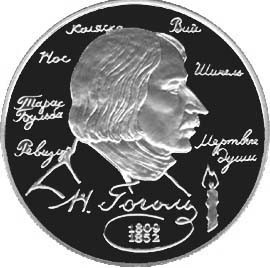 Коляска
Вий
Нос
Шинель
Тарас
Бульба
Мертвые
души
Ревизор
Н. Гоголь
1809
1852